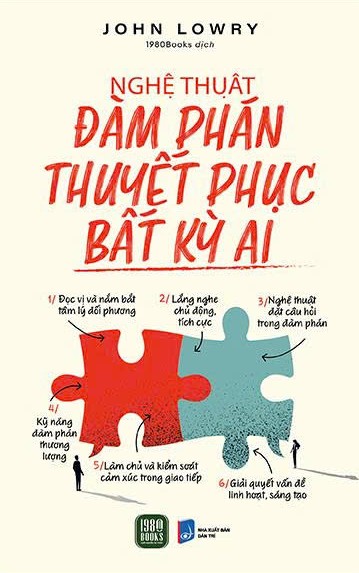 JOHN LOWRY
1980Books dịch
NGHỆ THUẬT
ĐÀM PHÁN
THUYẾT PHỤC
BẤT KỲ AI
1/ Đọc vị và nắm bắt
tâm lý đối phương
2/ Lắng nghe
chủ động,
tích cực
3/ Nghệ thuật
đặt câu hỏi
trong đàm phán
4/
Kỹ năng
đàm phán
thương
lượng
5/ Làm chủ và kiểm soát
cảm xúc trong giao tiếp
6/ Giải quyết vấn đề
linh hoạt, sáng tạo
1980
BOOKS
NHÀ XUẤT BẢN
DÂN TRÍ